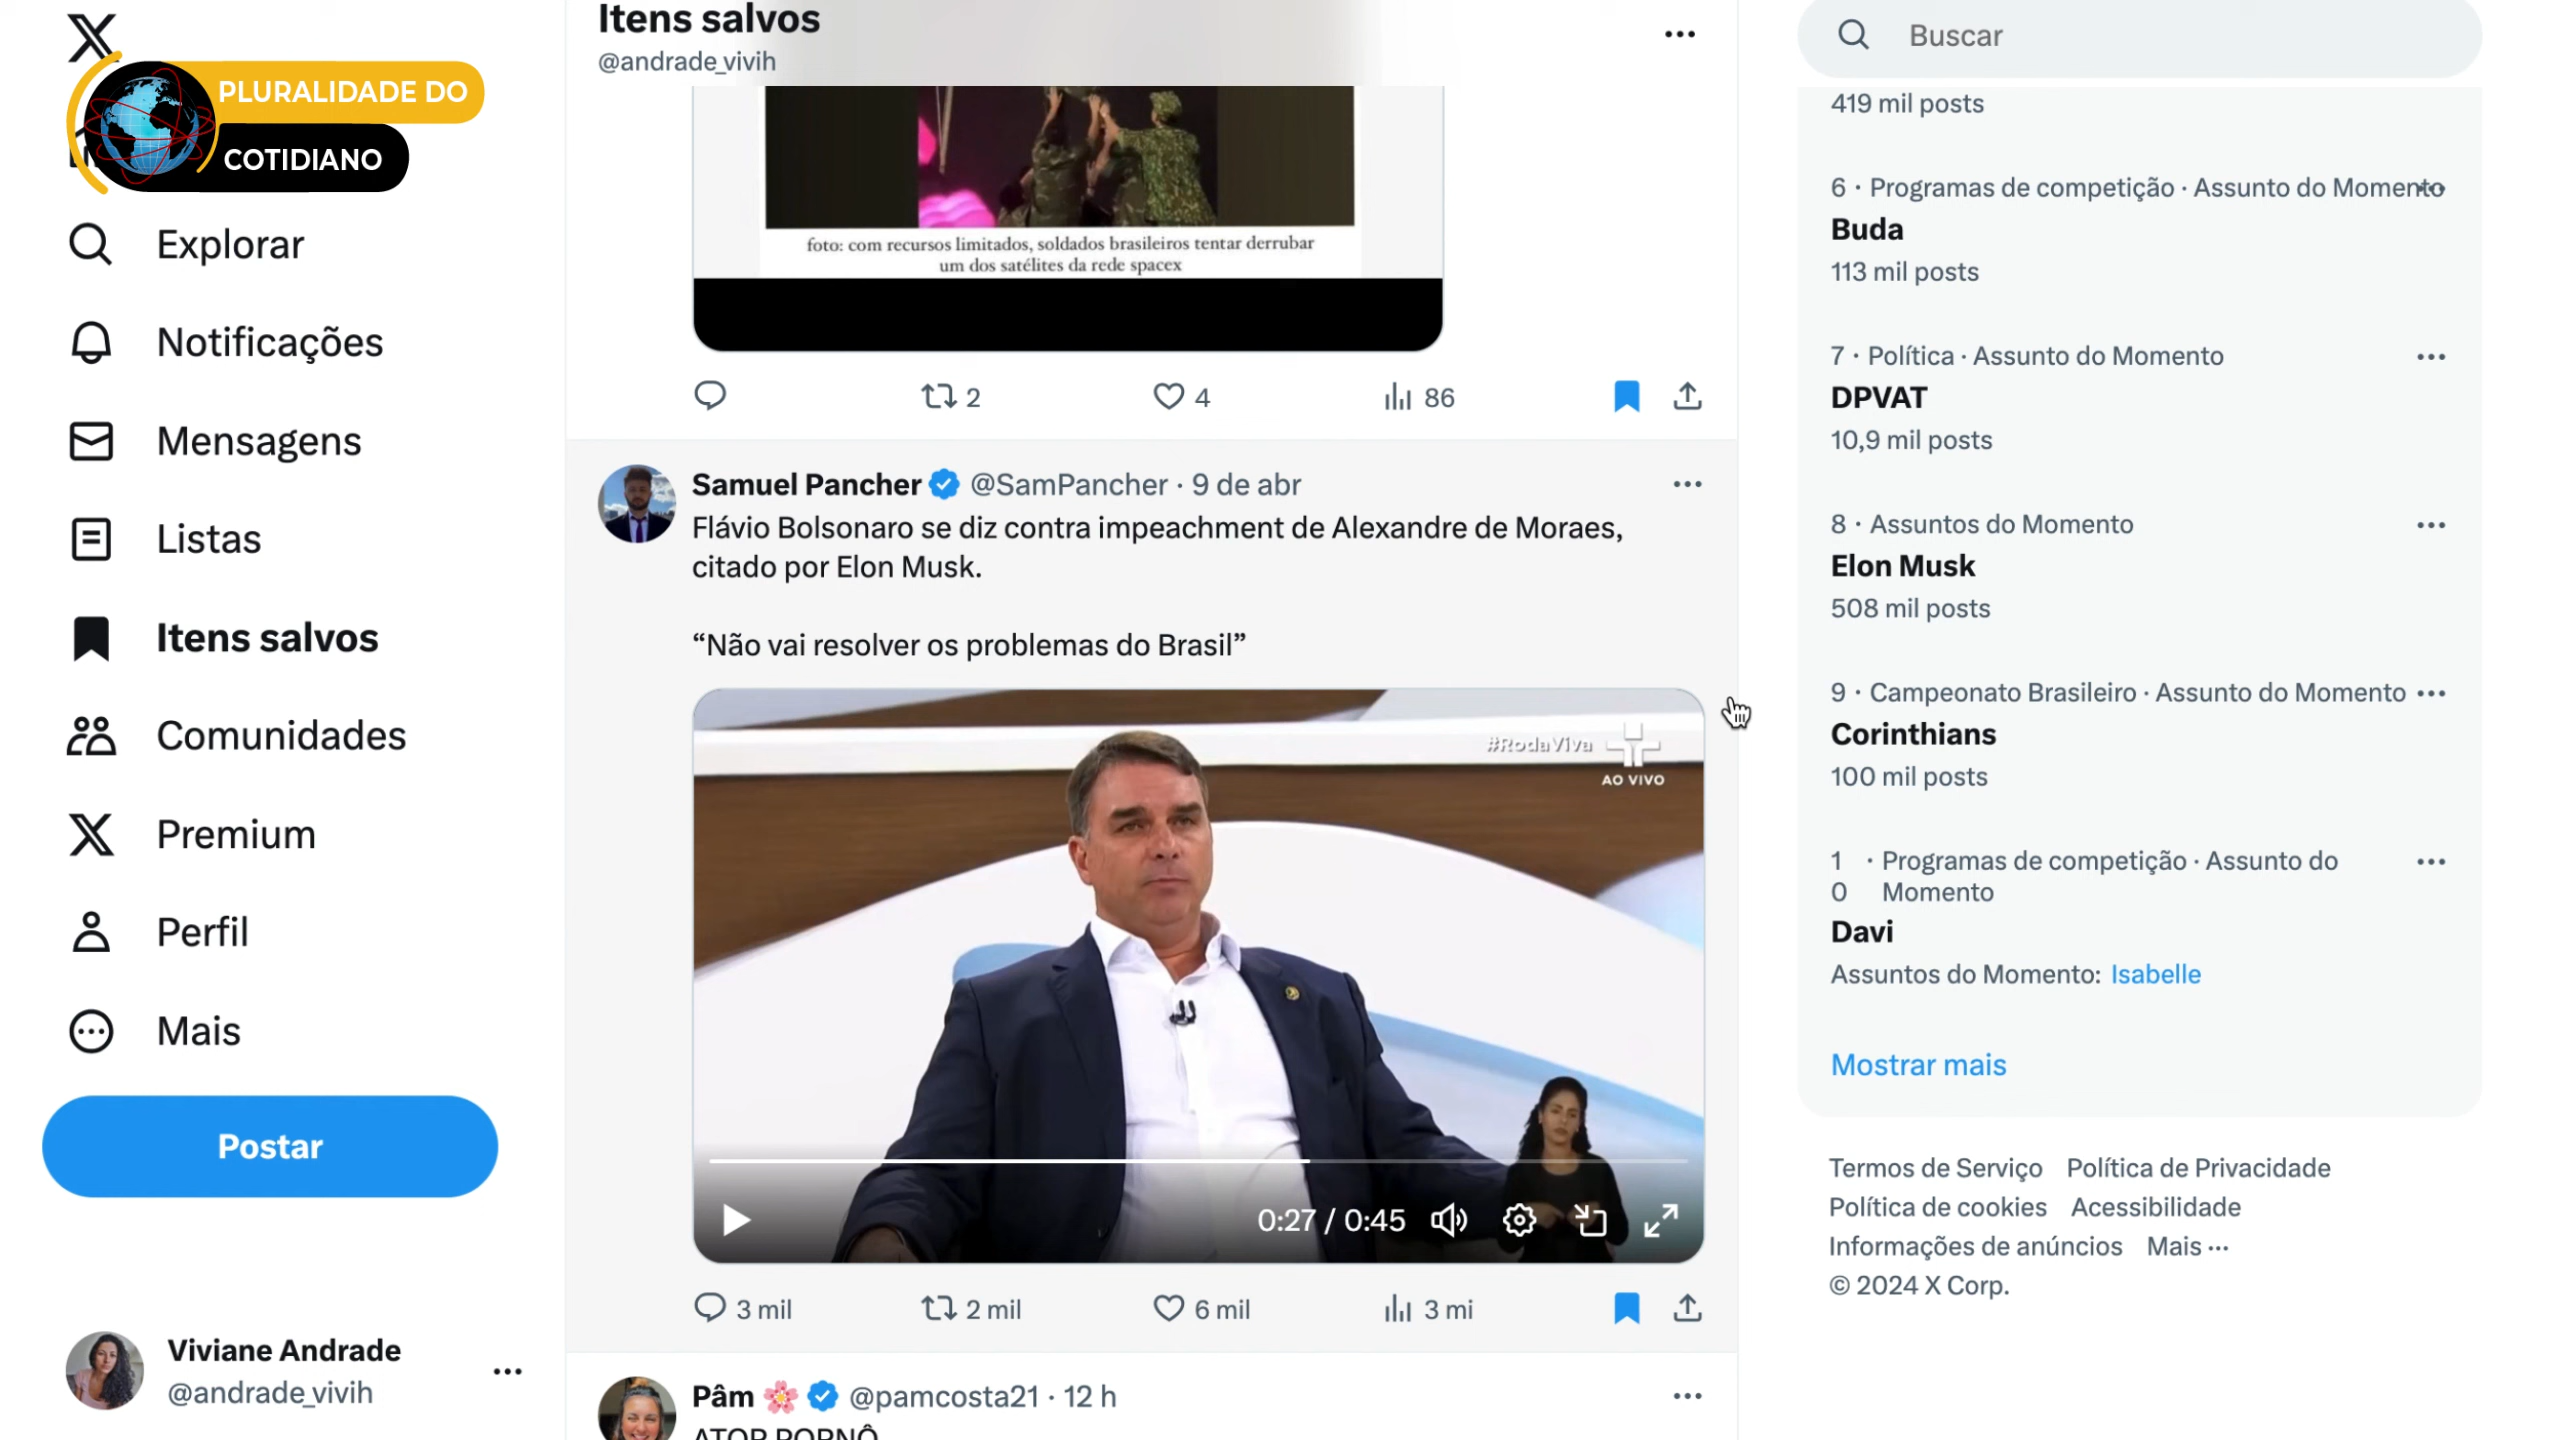 PLURALIDADE DO
COTIDIANO
Explorar
Notificações
Mensagens
Listas
Itens salvos
Comunidades
Premium
Perfil
Mais
Postar
Viviane Andrade
@andrade_vivih
Itens salvos
@andrade_vivih
foto: com recursos limitados, soldados brasileiros tentar derrubar
um dos satélites da rede spacex
2
4
86
Samuel Pancher @SamPancher · 9 de abr
Flávio Bolsonaro se diz contra impeachment de Alexandre de Moraes,
citado por Elon Musk.
“Não vai resolver os problemas do Brasil”
#RodaViva
AO VIVO
0:27 / 0:45
3 mil
2 mil
6 mil
3 mi
Pâm @pamcosta21 · 12 h
ATOR PORNÔ
Buscar
419 mil posts
6 · Programas de competição · Assunto do Momento
Buda
113 mil posts
7 · Política · Assunto do Momento
DPVAT
10,9 mil posts
8 · Assuntos do Momento
Elon Musk
508 mil posts
9 · Campeonato Brasileiro · Assunto do Momento
Corinthians
100 mil posts
10 · Programas de competição · Assunto do
Momento
Davi
Assuntos do Momento: Isabelle
Mostrar mais
Termos de Serviço Política de Privacidade
Política de cookies Acessibilidade
Informações de anúncios Mais ···
© 2024 X Corp.